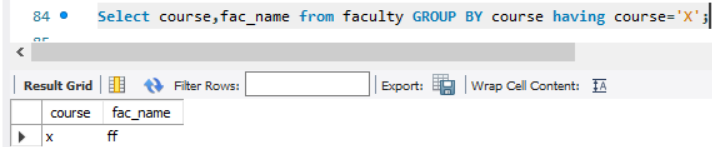 84 Select course,fac_name from faculty GROUP BY course having course='X';
Result Grid Filter Rows: Export: Wrap Cell Content: IA
course fac_name
x ff